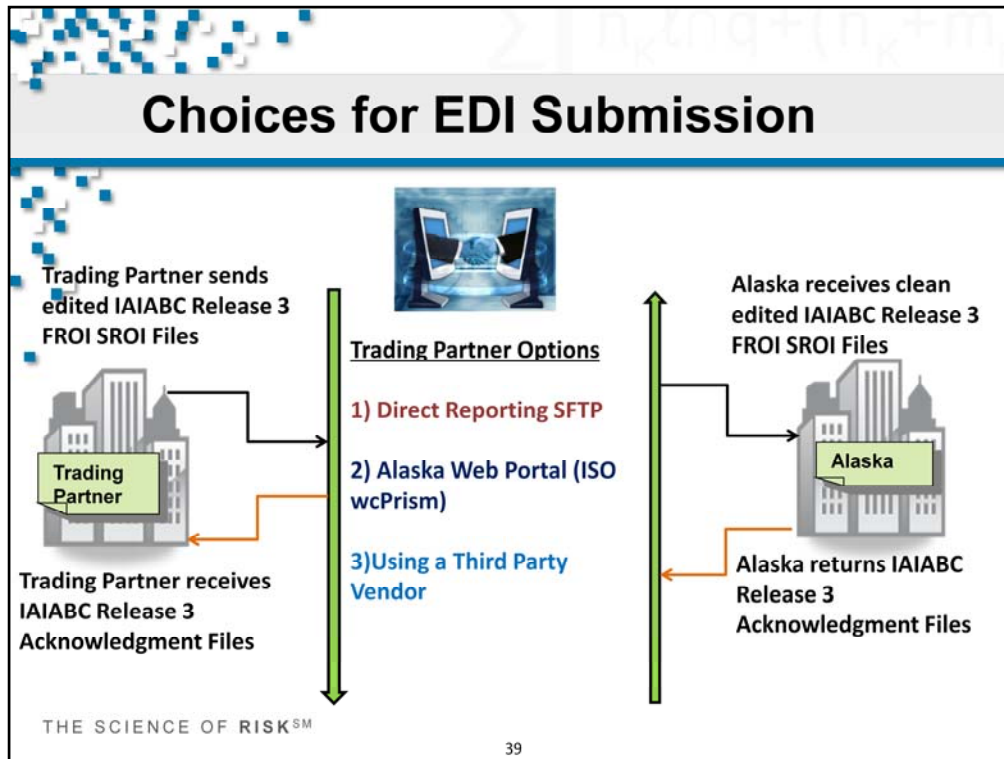 Choices for EDI Submission
Trading Partner sends
edited IAIABC Release 3
FROI SROI Files
Trading
Partner
Trading Partner receives
IAIABC Release 3
Acknowledgment Files
Trading Partner Options
1) Direct Reporting SFTP
2) Alaska Web Portal (ISO
wcPrism)
3)Using a Third Party
Vendor
Alaska receives clean
edited IAIABC Release 3
FROI SROI Files
Alaska
Alaska returns IAIABC
Release 3
Acknowledgment Files
THE SCIENCE OF RISK℠
39